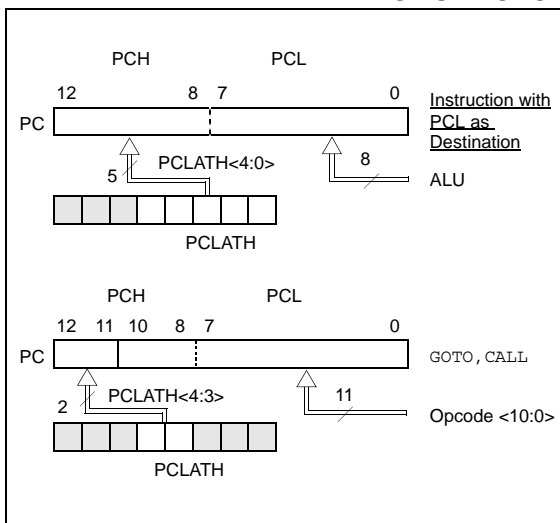 PCH PCL
12 8 7 0
PC
Instruction with
PCL as
Destination
5 PCLATH<4:0> 8
ALU
PCLATH
PCH PCL
12 11 10 8 7 0
PC
GOTO, CALL
2 PCLATH<4:3> 11
Opcode <10:0>
PCLATH